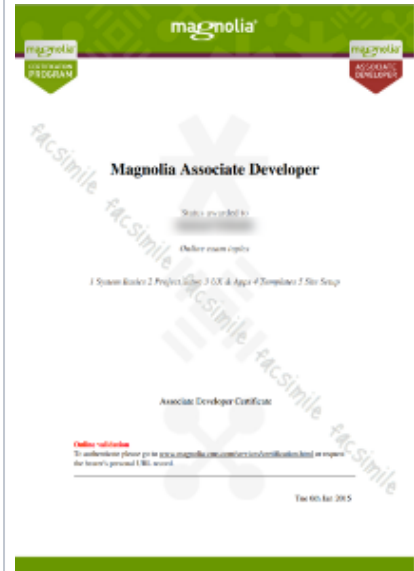 magnolia
magnolia
CERTIFICATION
PROGRAM
magnolia
ASSOCIATE
DEVELOPER
Magnolia Associate Developer
Status awarded to
Online exam topics
1 System Basics 2 Project 3 UX & Apps 4 Templates 5 Site Setup
Associate Developer Certificate
Online validation
To authenticate please go to www.magnolia-cms.com/services/certification.html or request
the bearer's personal URL record.
Tue 6th Jan 2015
facsimile facsimile facsimile facsimile facsimile